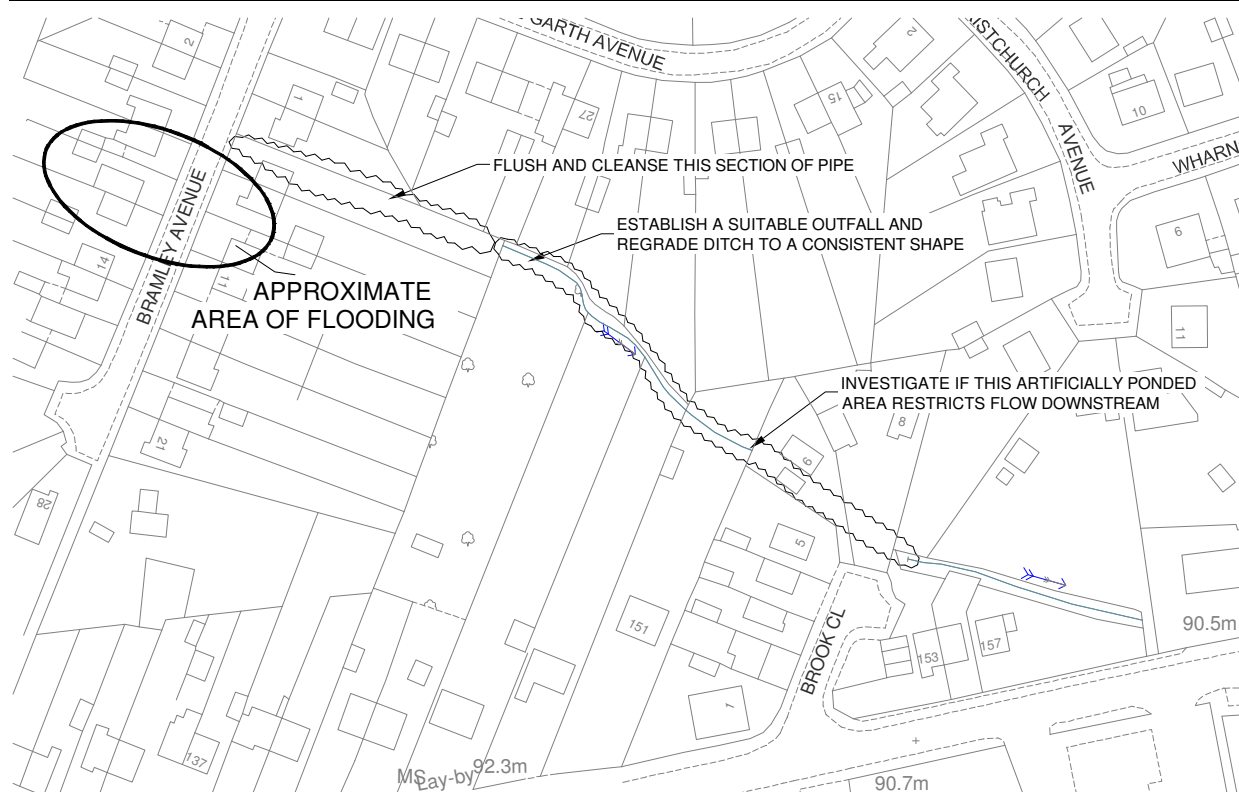 GARTH AVENUE
ISTCHURCH
AVENUE
WHARN
2
2
1
27
15
10
FLUSH AND CLEANSE THIS SECTION OF PIPE
ESTABLISH A SUITABLE OUTFALL AND
REGRADE DITCH TO A CONSISTENT SHAPE
BRAMLEY AVENUE
14
11
APPROXIMATE
AREA OF FLOODING
9
11
INVESTIGATE IF THIS ARTIFICIALLY PONDED
AREA RESTRICTS FLOW DOWNSTREAM
8
6
21
28
5
151
BROOK CL
153
157
90.5m
1
137
MS
Lay-by
92.3m
90.7m